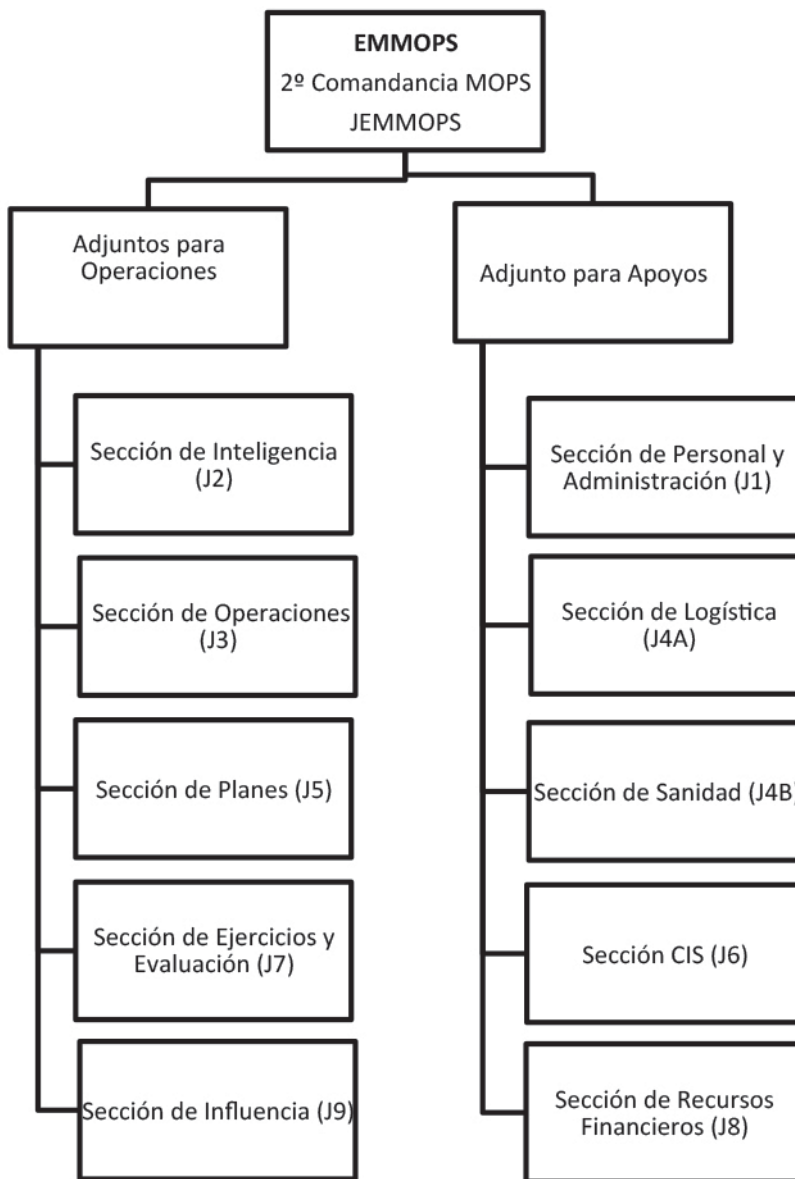 EMMOPS
2º Comandancia MOPS
JEMMOPS
Adjuntos para
Operaciones
Sección de Inteligencia
(J2)
Sección de Operaciones
(J3)
Sección de Planes (J5)
Sección de Ejercicios y
Evaluación (J7)
Sección de Influencia (J9)
Adjunto para Apoyos
Sección de Personal y
Administración (J1)
Sección de Logística
(J4A)
Sección de Sanidad (J4B)
Sección CIS (J6)
Sección de Recursos
Financieros (J8)